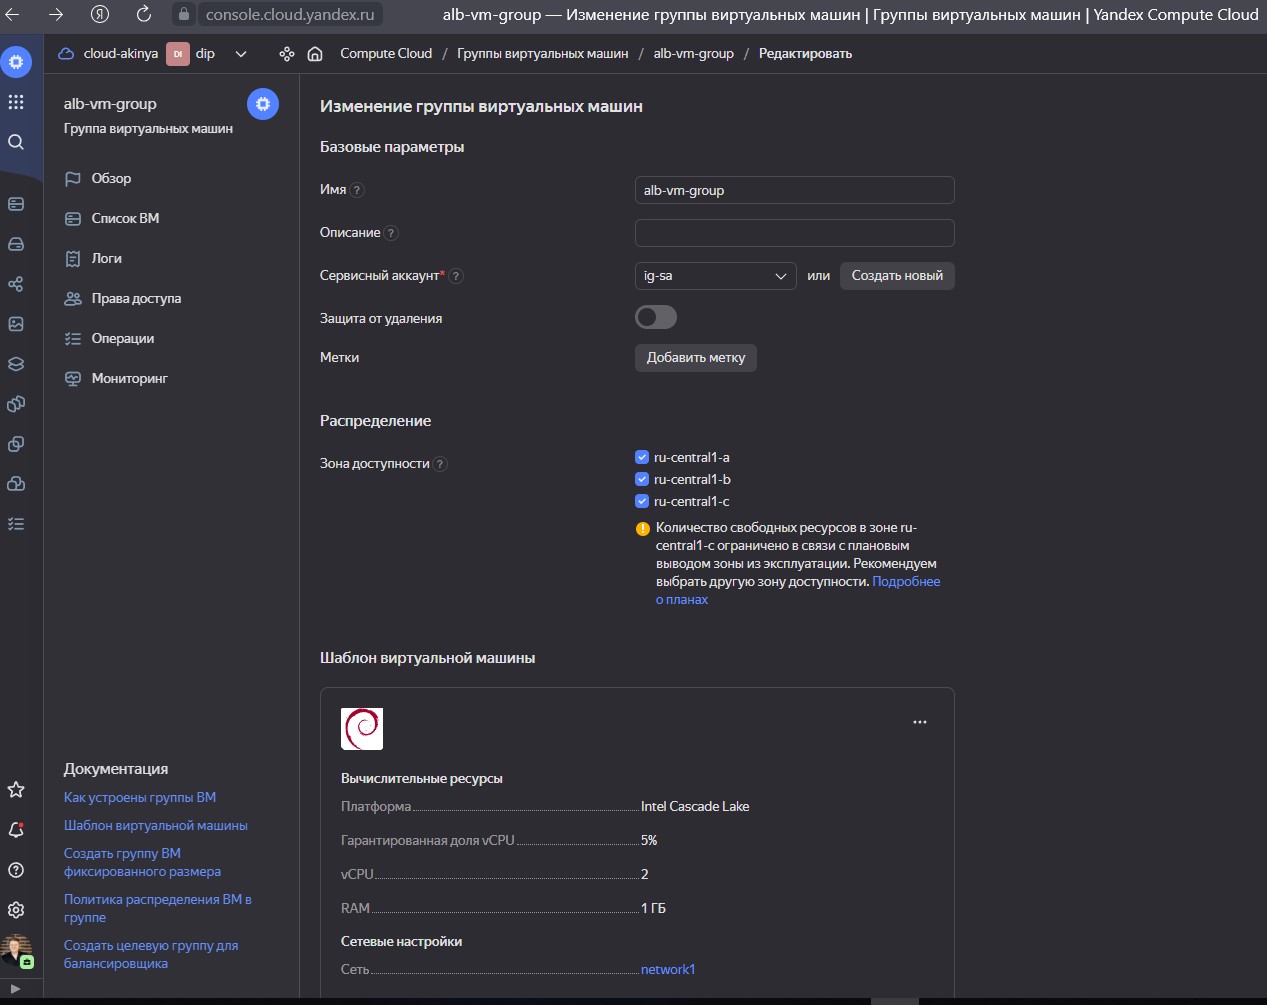 console.cloud.yandex.ru
alb-vm-group — Изменение группы виртуальных машин | Группы виртуальных машин | Yandex Compute Cloud
cloud-akinya DI dip
Compute Cloud / Группы виртуальных машин / alb-vm-group / Редактировать
alb-vm-group
Группа виртуальных машин
Обзор
Список ВМ
Логи
Права доступа
Операции
Мониторинг
Документация
Как устроены группы ВМ
Шаблон виртуальной машины
Создать группу ВМ
фиксированного размера
Политика распределения ВМ в
группе
Создать целевую группу для
балансировщика
Изменение группы виртуальных машин
Базовые параметры
Имя ? alb-vm-group
Описание ?
Сервисный аккаунт* ? ig-sa или Создать новый
Защита от удаления
Метки Добавить метку
Распределение
Зона доступности ? ru-central1-a
ru-central1-b
ru-central1-c
Количество свободных ресурсов в зоне ru-
central1-c ограничено в связи с плановым
выводом зоны из эксплуатации. Рекомендуем
выбрать другую зону доступности. Подробнее
о планах
Шаблон виртуальной машины
Вычислительные ресурсы
Платформа Intel Cascade Lake
Гарантированная доля vCPU 5%
vCPU 2
RAM 1 ГБ
Сетевые настройки
Сеть network1